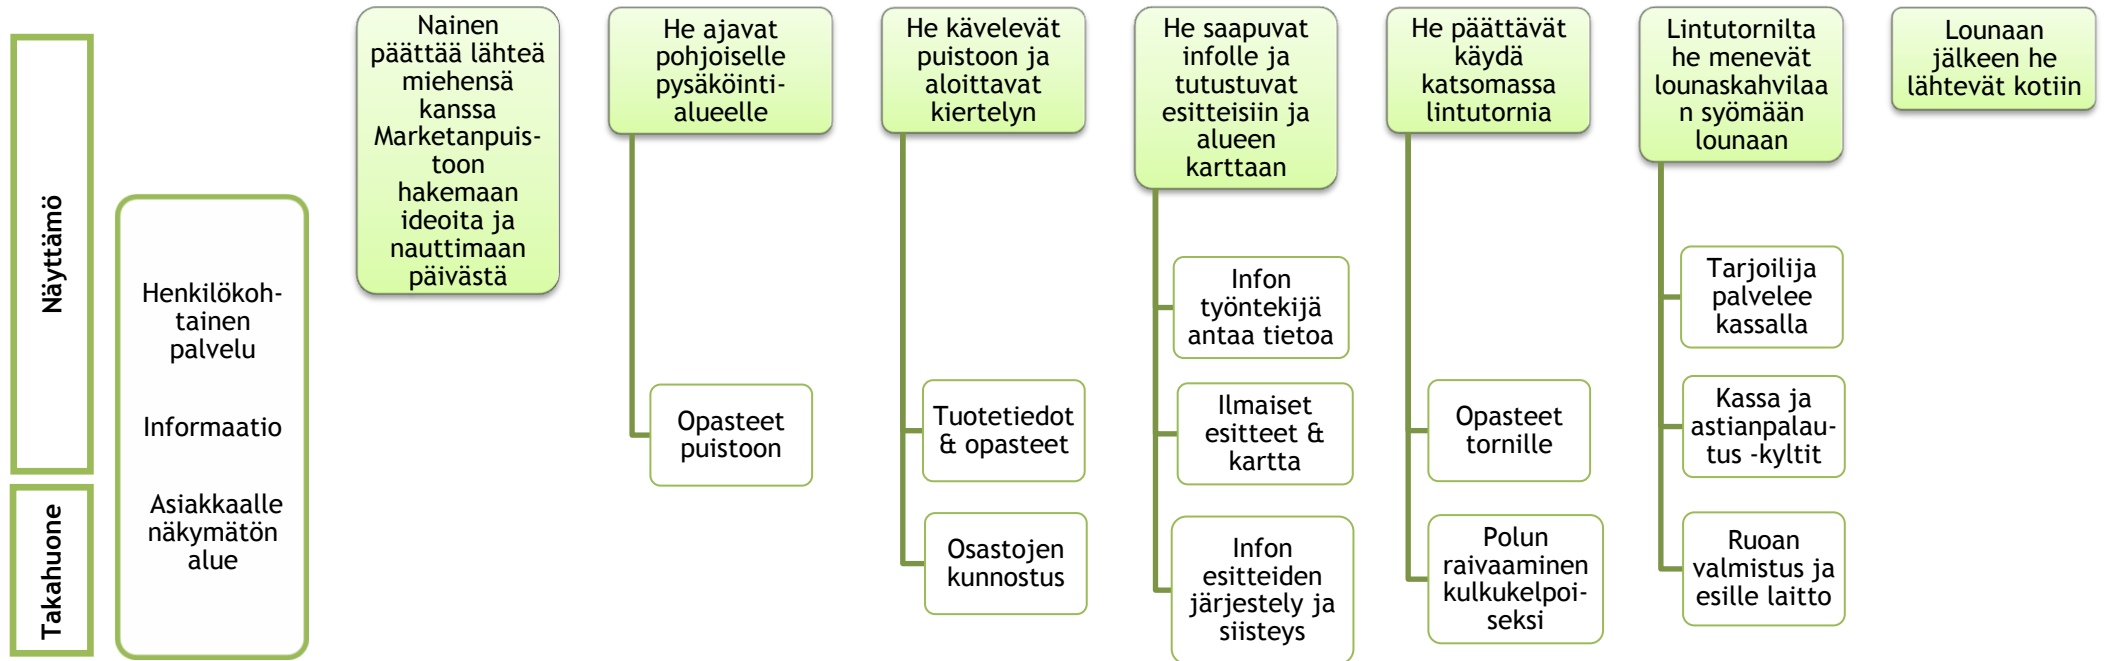 Näyttämö
Takahuone
Henkilökoh-
tainen
palvelu
Informaatio
Asiakkaalle
näkymätön
alue
Nainen
päättää lähteä
miehensä
kanssa
Marketanpuis-
toon
hakemaan
ideoita ja
nauttimaan
päivästä
He ajavat
pohjoiselle
pysäköinti-
alueelle
Opasteet
puistoon
He kävelevät
puistoon ja
aloittavat
kiertelyn
Tuotetiedot
& opasteet
Osastojen
kunnostus
He saapuvat
infolle ja
tutustuvat
esitteisiin ja
alueen
karttaan
Infon
työntekijä
antaa tietoa
Ilmaiset
esitteet &
kartta
Infon
esitteiden
järjestely ja
siisteys
He päättävät
käydä
katsomassa
lintutornia
Opasteet
tornille
Polun
raivaaminen
kulkukelpoi-
seksi
Lintutornilta
he menevät
lounaskahvilaa
n syömään
lounaan
Tarjoilija
palvelee
kassalla
Kassa ja
astianpalau-
tus -kyltit
Ruoan
valmistus ja
esille laitto
Lounaan
jälkeen he
lähtevät kotiin